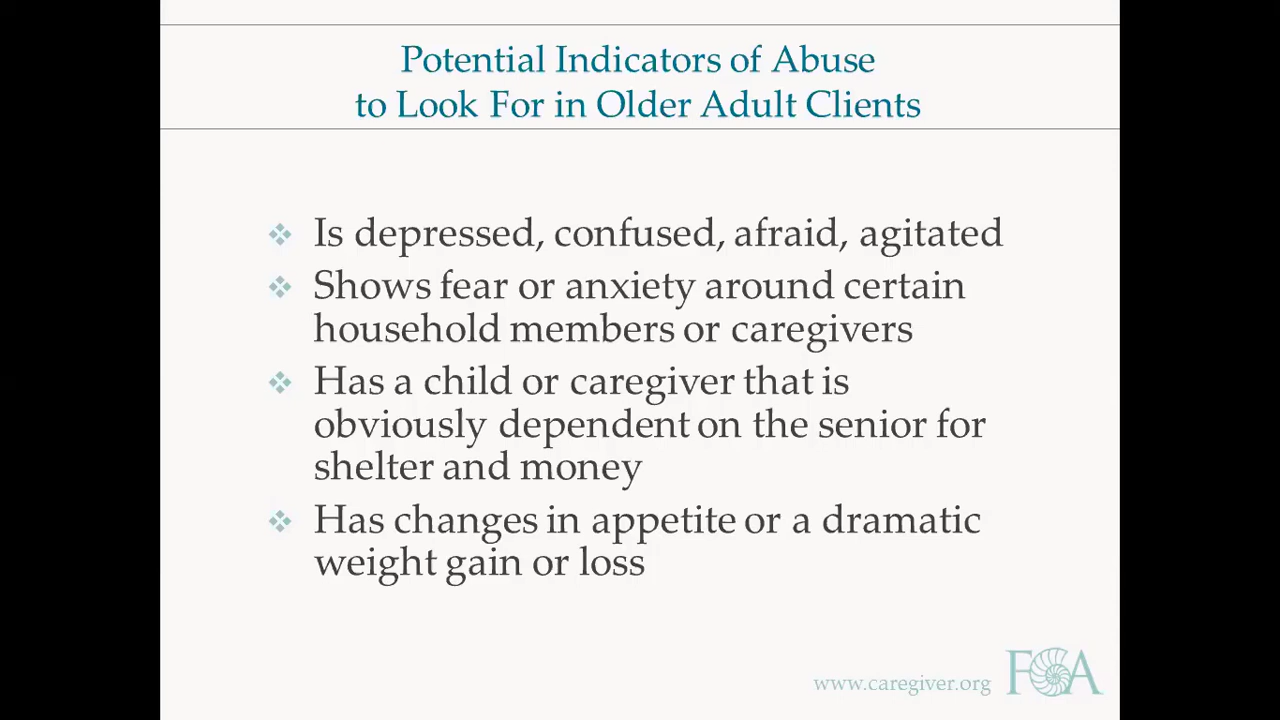 Potential Indicators of Abuse
to Look For in Older Adult Clients
Is depressed, confused, afraid, agitated
Shows fear or anxiety around certain
household members or caregivers
Has a child or caregiver that is
obviously dependent on the senior for
shelter and money
Has changes in appetite or a dramatic
weight gain or loss
www.caregiver.org FCA